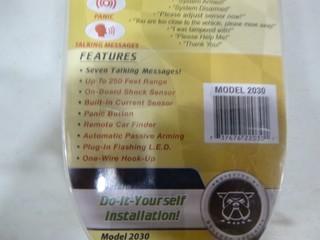 "System Armed"
• "System Disarmed"
• "Please adjust sensor now!"
• "You are too close to the vehicle, please move away"
• "I was tampered with"
• "Please Help Me!"
• "Thank You!"
PANIC
TALKING MESSAGES
FEATURES
• Seven Talking Messages!
• Up To 250 Feet Range
• On-Board Shock Sensor
• Built-In Current Sensor
• Panic Button
• Remote Car Finder
• Automatic Passive Arming
• Plug-In Flashing L.E.D.
• One-Wire Hook-Up
MODEL 2030
Do-It-Yourself
Installation!
Model 2030